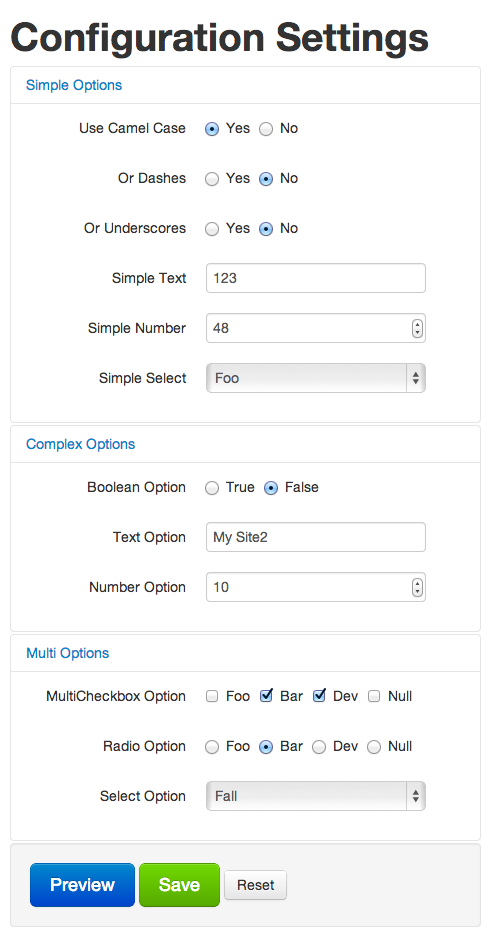 Configuration Settings
Simple Options
Use Camel Case Yes No
Or Dashes Yes No
Or Underscores Yes No
Simple Text 123
Simple Number 48
Simple Select Foo
Complex Options
Boolean Option True False
Text Option My Site2
Number Option 10
Multi Options
MultiCheckbox Option Foo Bar Dev Null
Radio Option Foo Bar Dev Null
Select Option Fall
Preview Save Reset